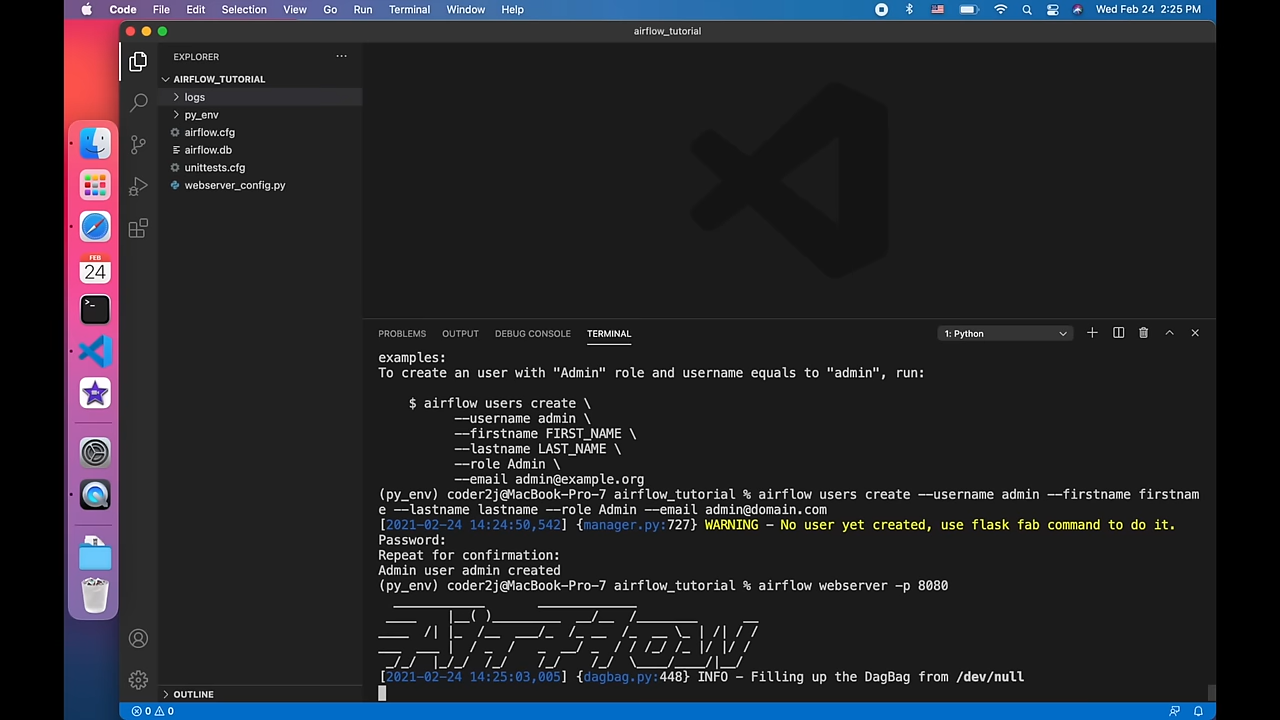 Code File Edit Selection View Go Run Terminal Window Help Wed Feb 24 2:25 PM
airflow_tutorial
EXPLORER
AIRFLOW_TUTORIAL
logs
py_env
airflow.cfg
airflow.db
unittests.cfg
webserver_config.py
FEB
24
PROBLEMS OUTPUT DEBUG CONSOLE TERMINAL 1: Python
examples:
To create an user with "Admin" role and username equals to "admin", run:
$ airflow users create \
--username admin \
--firstname FIRST_NAME \
--lastname LAST_NAME \
--role Admin \
--email admin@example.org
(py_env) coder2j@MacBook-Pro-7 airflow_tutorial % airflow users create --username admin --firstname firstnam
e --lastname lastname --role Admin --email admin@domain.com
[2021-02-24 14:24:50,542] {manager.py:727} WARNING - No user yet created, use flask fab command to do it.
Password:
Repeat for confirmation:
Admin user admin created
(py_env) coder2j@MacBook-Pro-7 airflow_tutorial % airflow webserver -p 8080
Airflow
[2021-02-24 14:25:03,005] {dagbag.py:448} INFO - Filling up the DagBag from /dev/null
OUTLINE
0 0